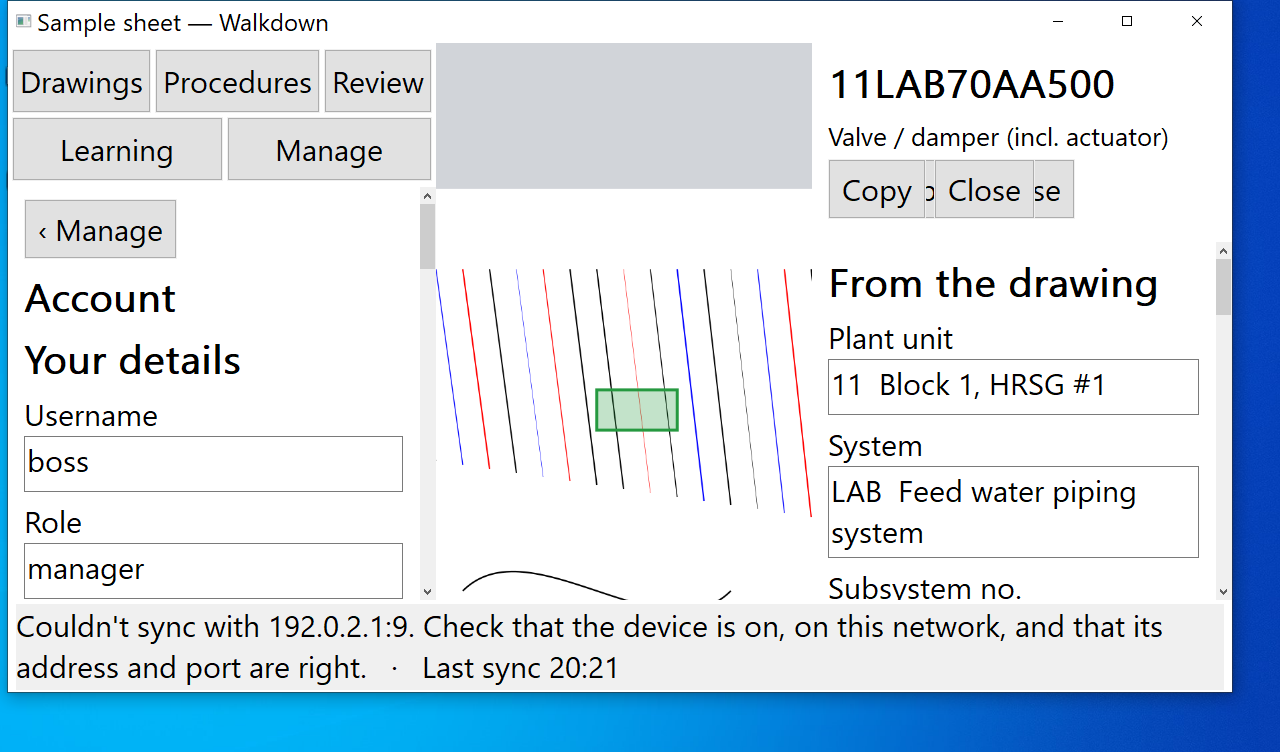 Sample sheet — Walkdown
Drawings Procedures Review
Learning Manage
‹ Manage
Account
Your details
Username
boss
Role
manager
11LAB70AA500
Valve / damper (incl. actuator)
Copy Close se
From the drawing
Plant unit
11 Block 1, HRSG #1
System
LAB Feed water piping
system
Subsystem no.
Couldn't sync with 192.0.2.1:9. Check that the device is on, on this network, and that its
address and port are right. · Last sync 20:21